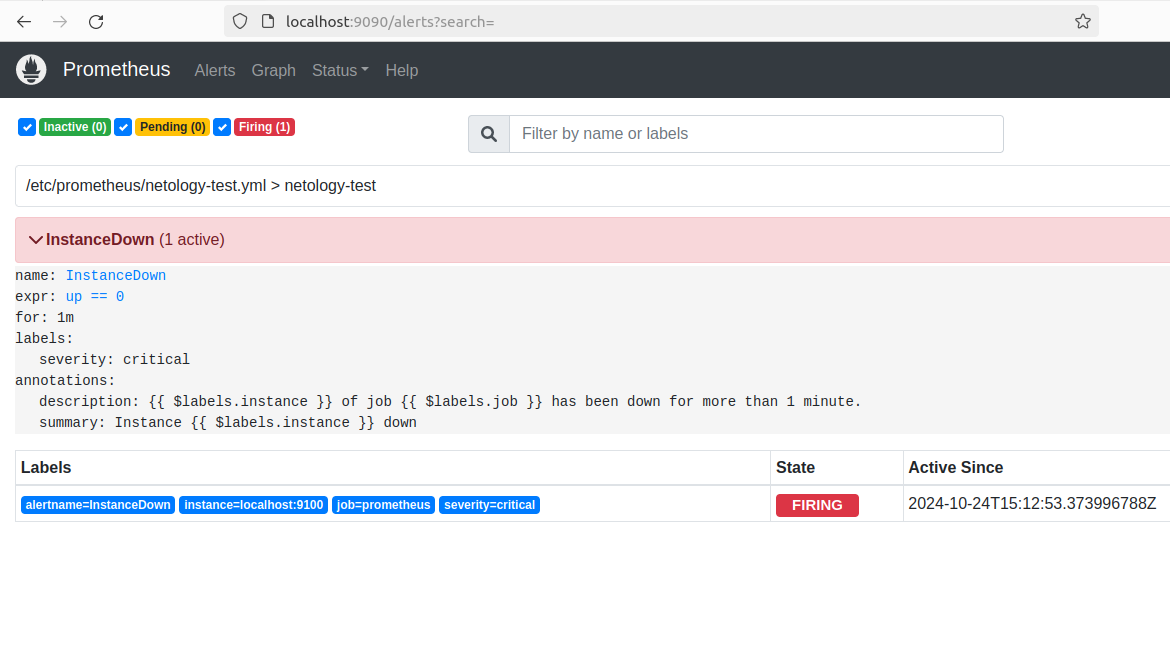 localhost:9090/alerts?search=
Prometheus Alerts Graph Status Help
Inactive (0) Pending (0) Firing (1) Filter by name or labels
/etc/prometheus/netology-test.yml > netology-test
InstanceDown (1 active)
name: InstanceDown
expr: up == 0
for: 1m
labels:
severity: critical
annotations:
description: {{ $labels.instance }} of job {{ $labels.job }} has been down for more than 1 minute.
summary: Instance {{ $labels.instance }} down
Labels State Active Since
alertname=InstanceDown instance=localhost:9100 job=prometheus severity=critical FIRING 2024-10-24T15:12:53.373996788Z